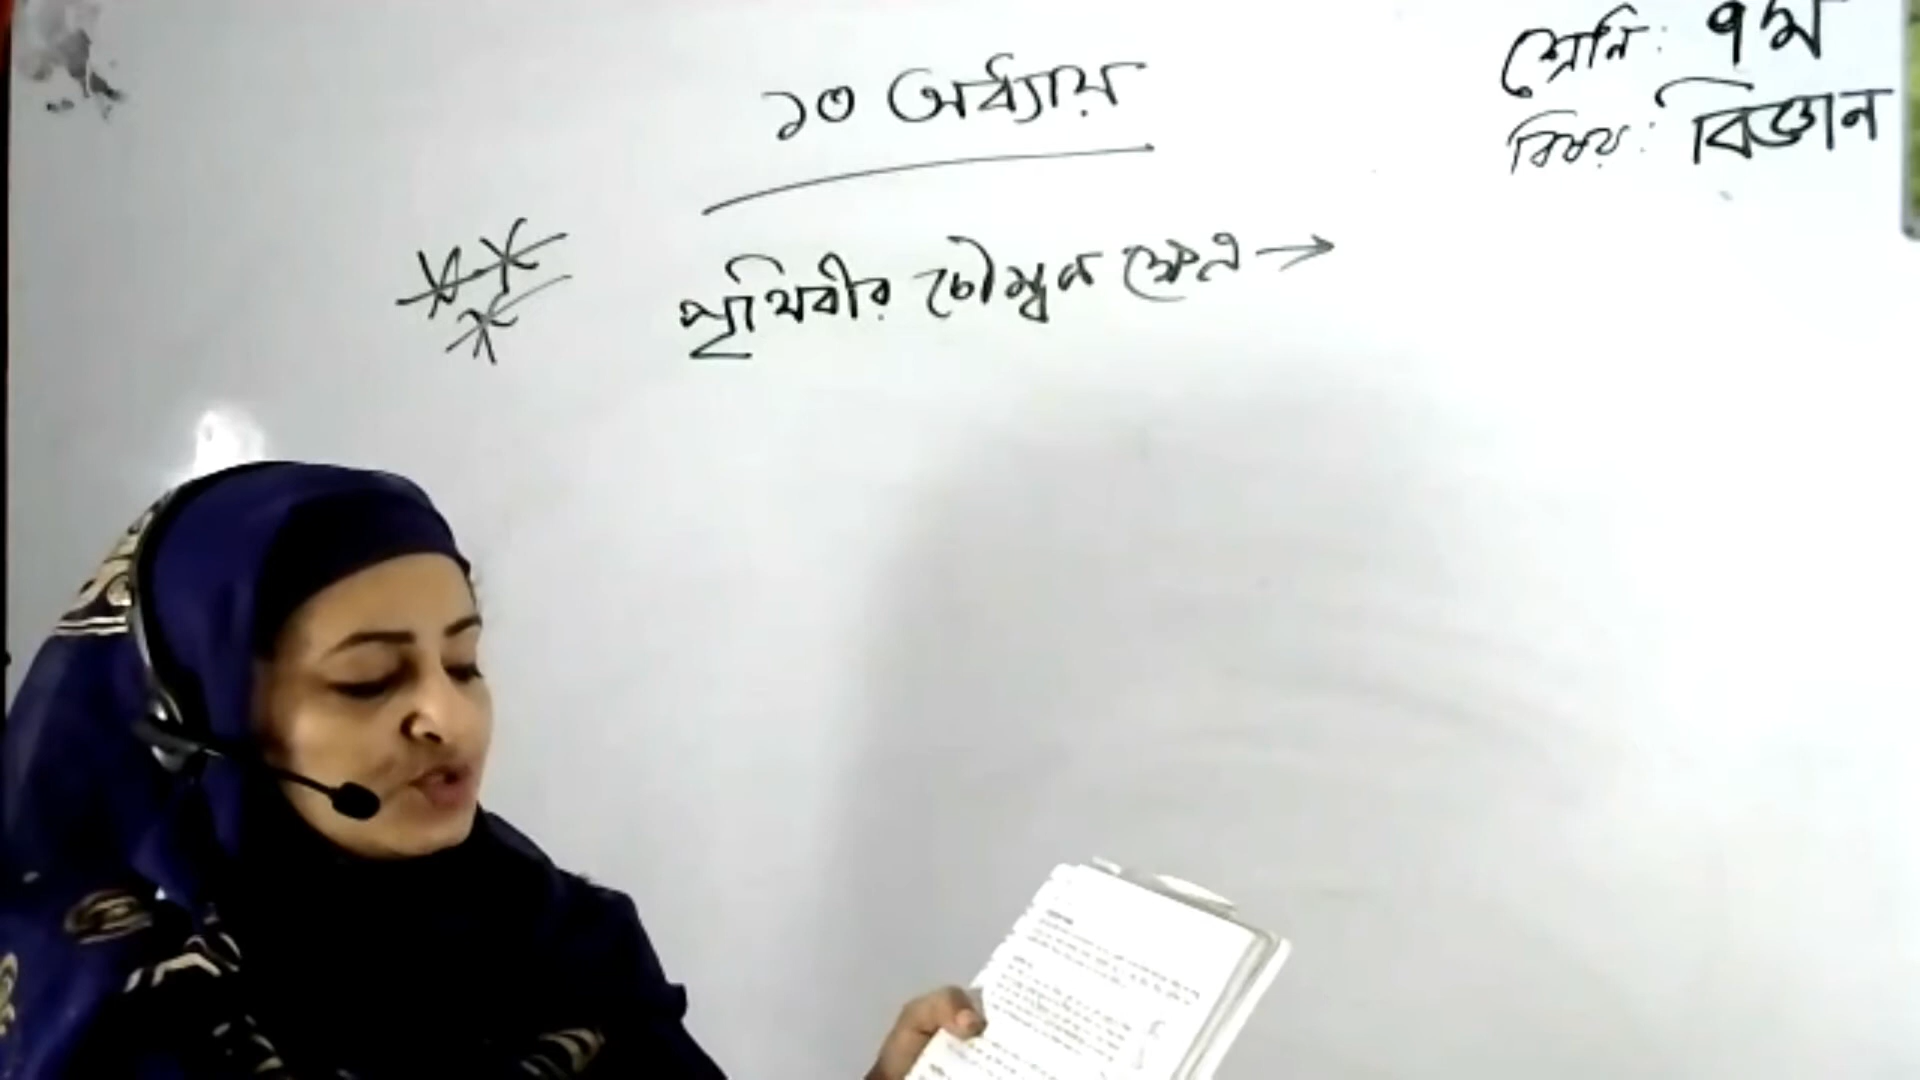 ১৩ অধ্যায়
শ্রেনি: ৭ম
বিষয়: বিজ্ঞান
পৃথিবীর চৌম্বক ক্ষেত্র →